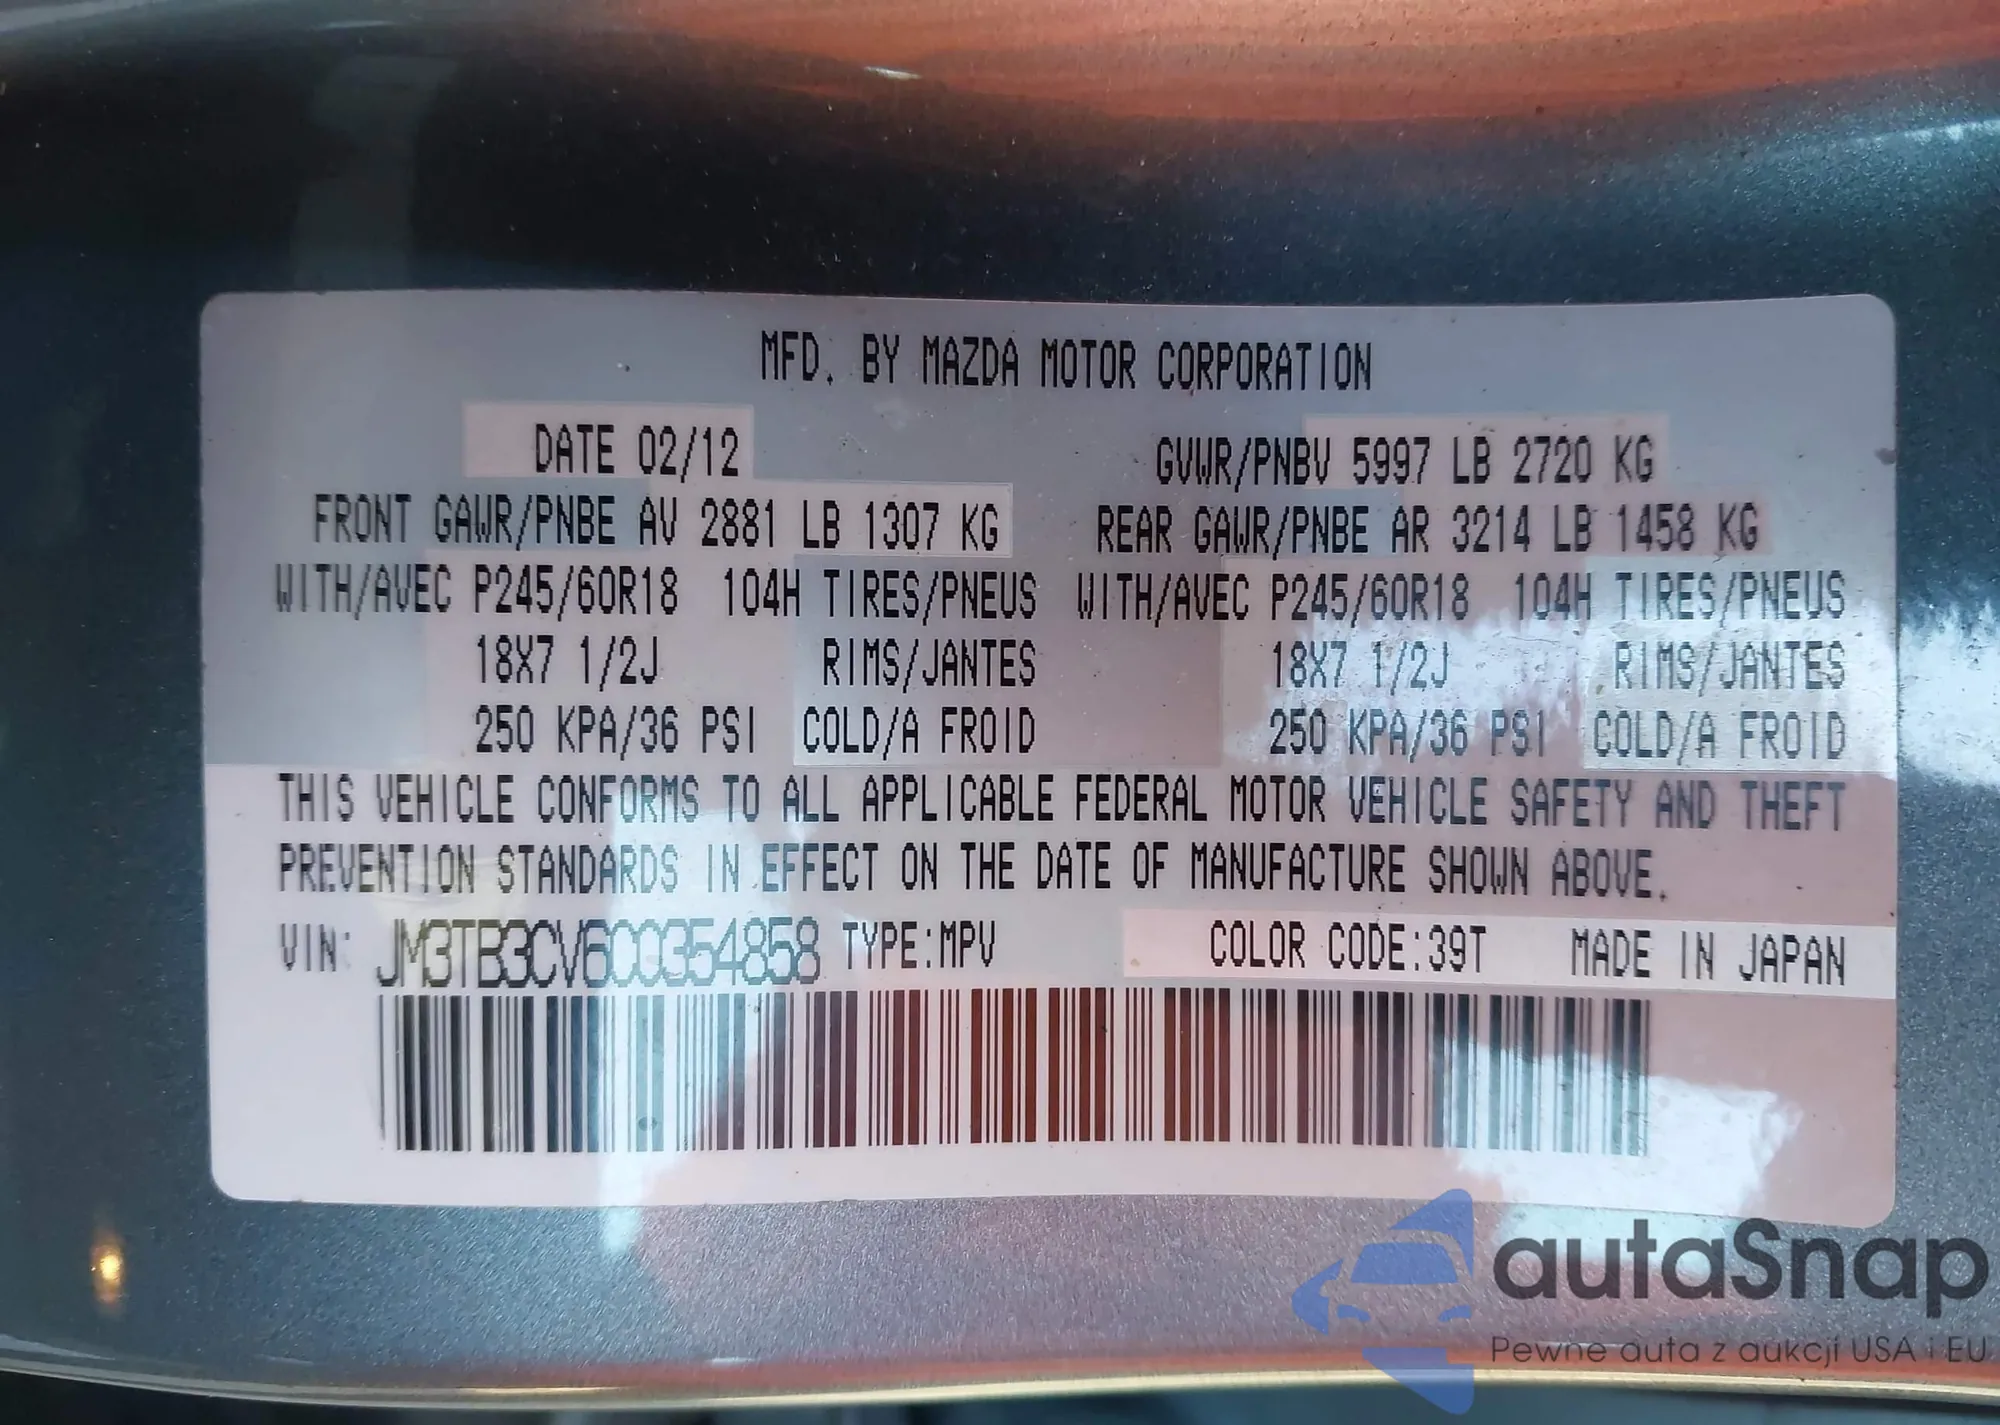 MFD. BY MAZDA MOTOR CORPORATION
DATE 02/12 GVWR/PNBV 5997 LB 2720 KG
FRONT GAWR/PNBE AV 2881 LB 1307 KG REAR GAWR/PNBE AR 3214 LB 1458 KG
WITH/AVEC P245/60R18 104H TIRES/PNEUS WITH/AVEC P245/60R18 104H TIRES/PNEUS
18X7 1/2J RIMS/JANTES 18X7 1/2J RIMS/JANTES
250 KPA/36 PSI COLD/A FROID 250 KPA/36 PSI COLD/A FROID
THIS VEHICLE CONFORMS TO ALL APPLICABLE FEDERAL MOTOR VEHICLE SAFETY AND THEFT
PREVENTION STANDARDS IN EFFECT ON THE DATE OF MANUFACTURE SHOWN ABOVE.
VIN: JM3TB3CV6C0354858 TYPE:MPV COLOR CODE:39T MADE IN JAPAN
autaSnap
Pewne auta z aukcji USA i EU